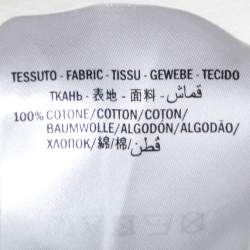 TESSUTO - FABRIC - TISSU - GEWEBE - TECIDO
ТКАНЬ - 表地 - 面料 - قماش
100% COTONE/COTTON/COTON/
BAUMWOLLE/ALGODÓN/ALGODÃO/
ХЛОПОК/綿/棉/قطن